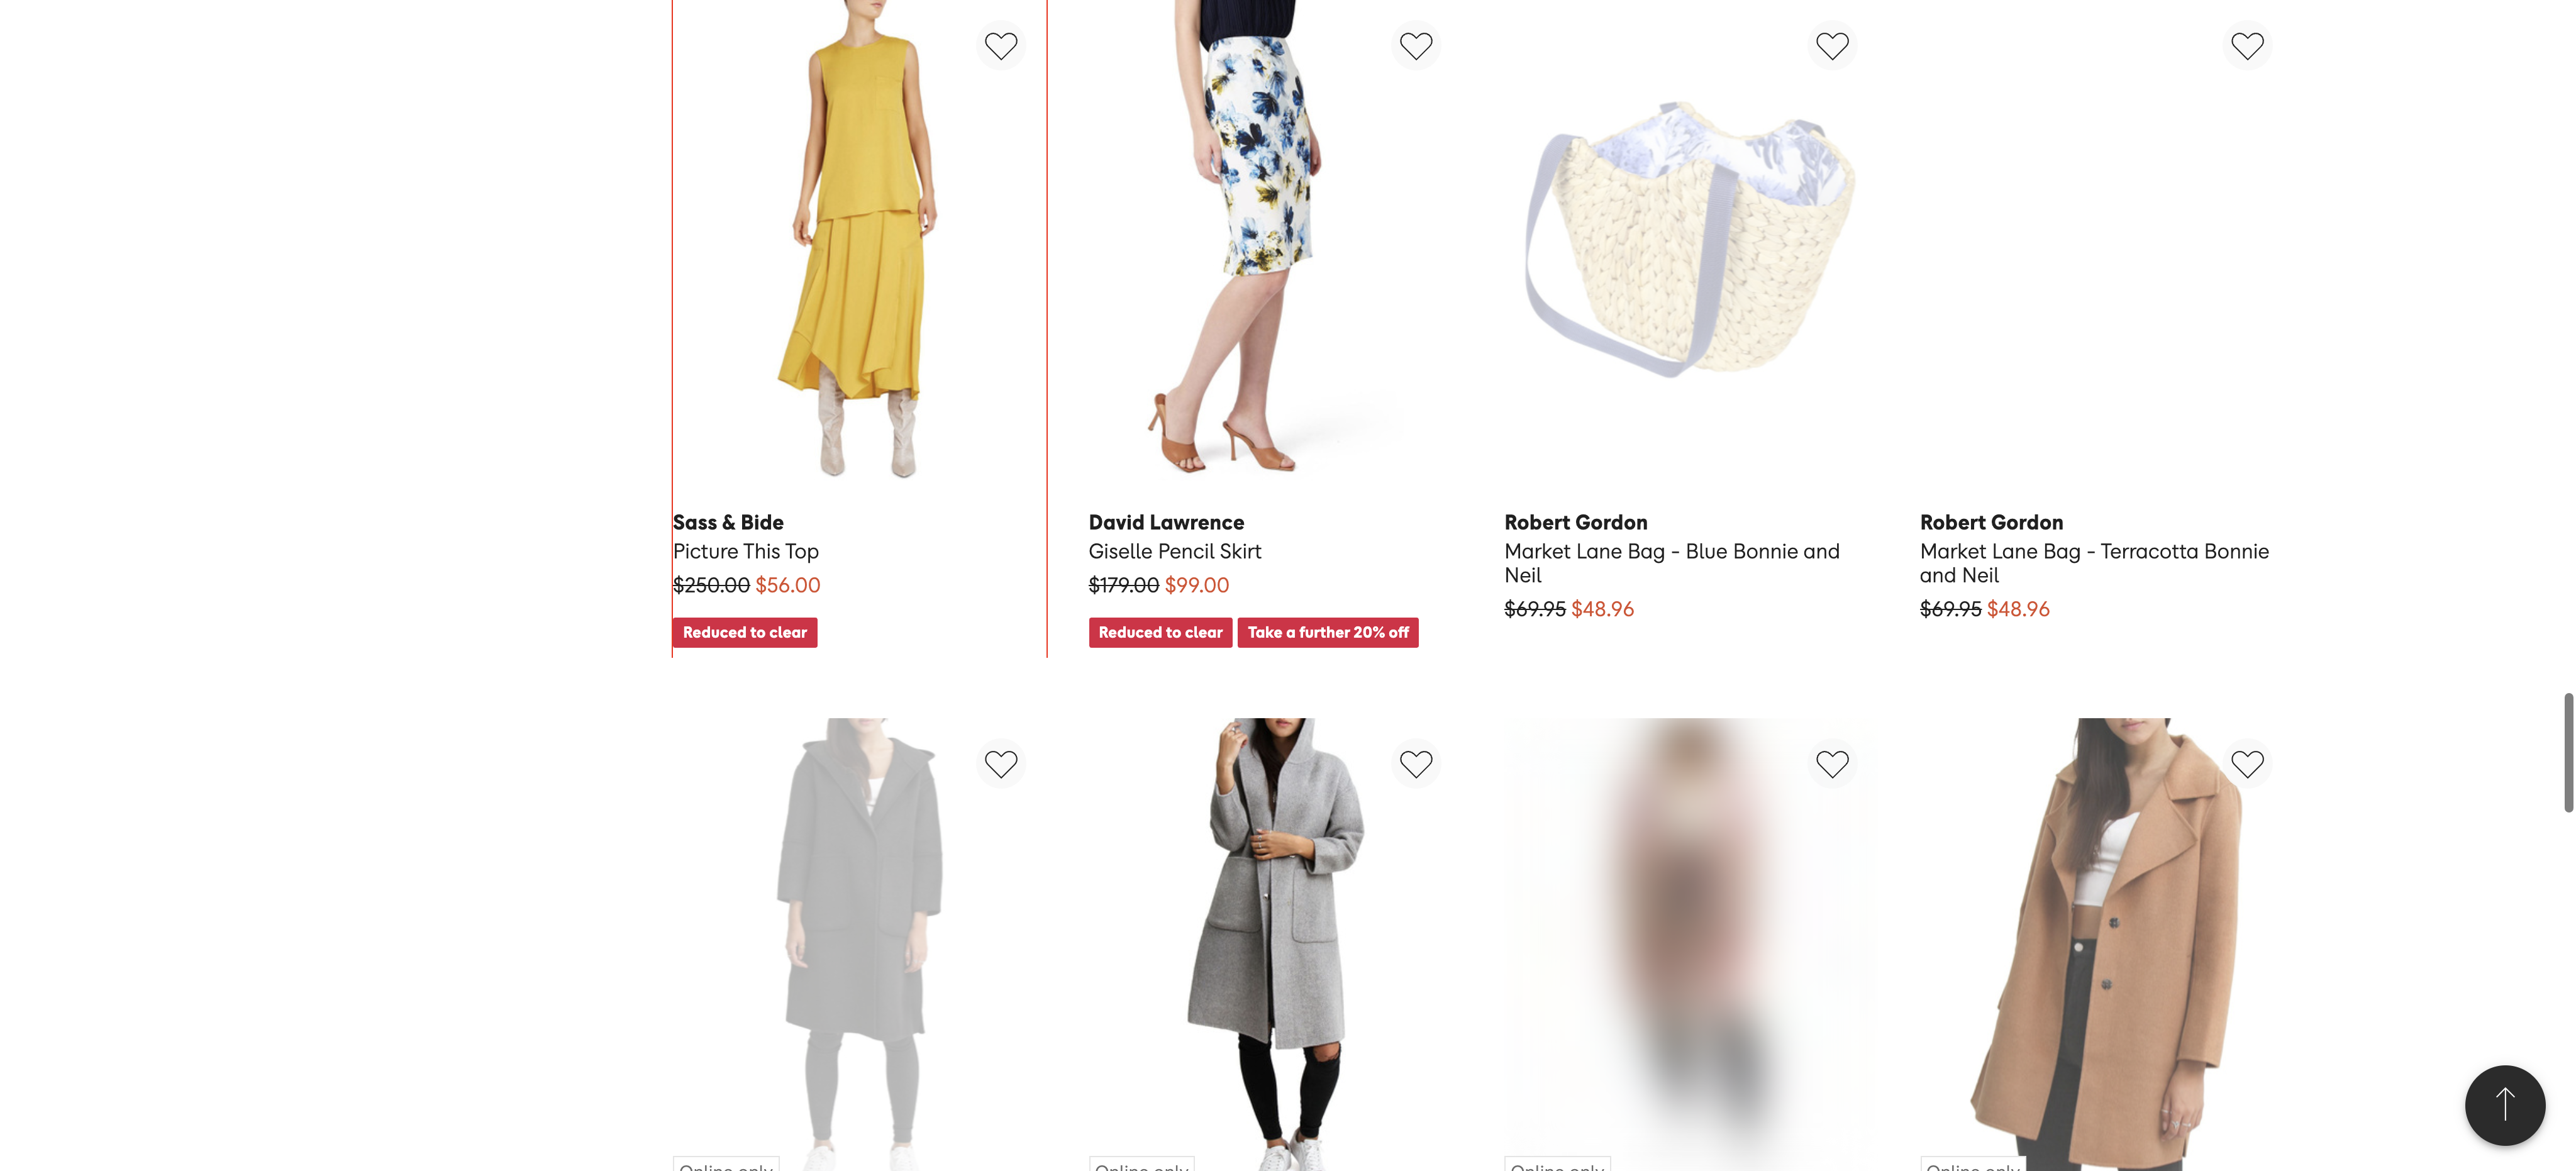 Sass & Bide
Picture This Top
$250.00 $56.00
Reduced to clear
David Lawrence
Giselle Pencil Skirt
$179.00 $99.00
Reduced to clear Take a further 20% off
Robert Gordon
Market Lane Bag - Blue Bonnie and
Neil
$69.95 $48.96
Robert Gordon
Market Lane Bag - Terracotta Bonnie
and Neil
$69.95 $48.96
Online only
Online only
Online only
Online only